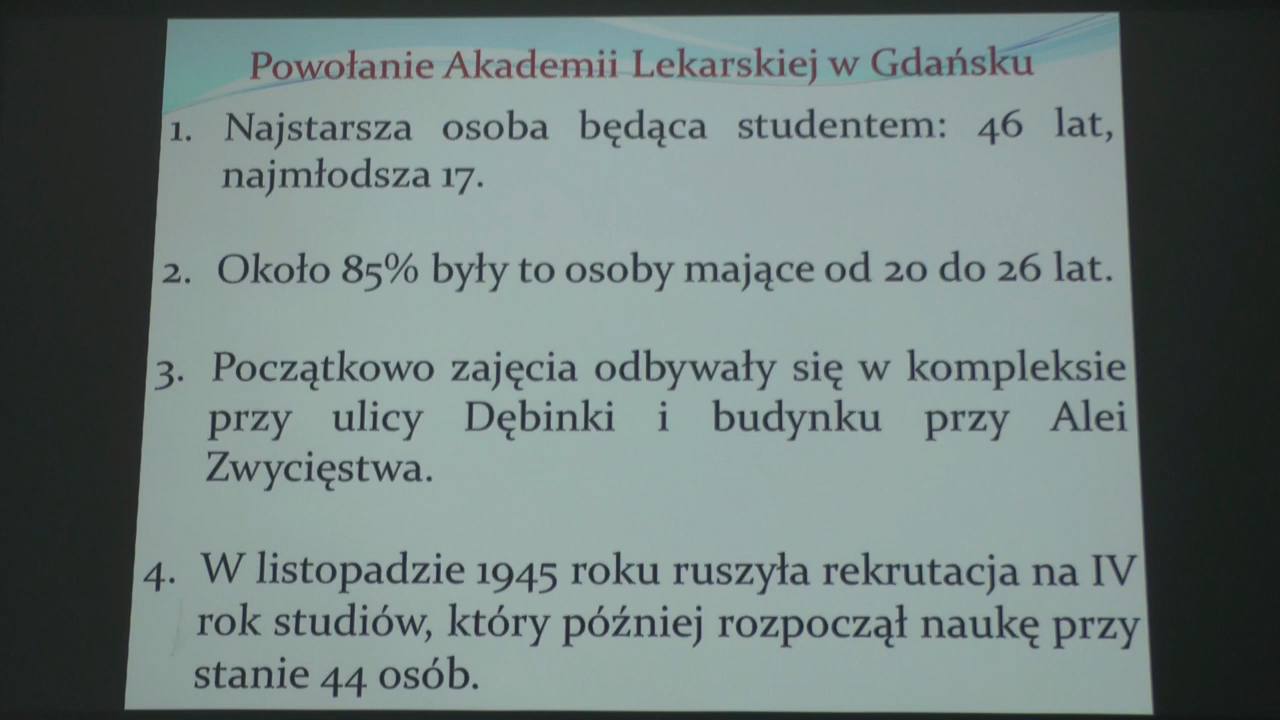 Powołanie Akademii Lekarskiej w Gdańsku
1. Najstarsza osoba będąca studentem: 46 lat,
najmłodsza 17.
2. Około 85% były to osoby mające od 20 do 26 lat.
3. Początkowo zajęcia odbywały się w kompleksie
przy ulicy Dębinki i budynku przy Alei
Zwycięstwa.
4. W listopadzie 1945 roku ruszyła rekrutacja na IV
rok studiów, który później rozpoczął naukę przy
stanie 44 osób.